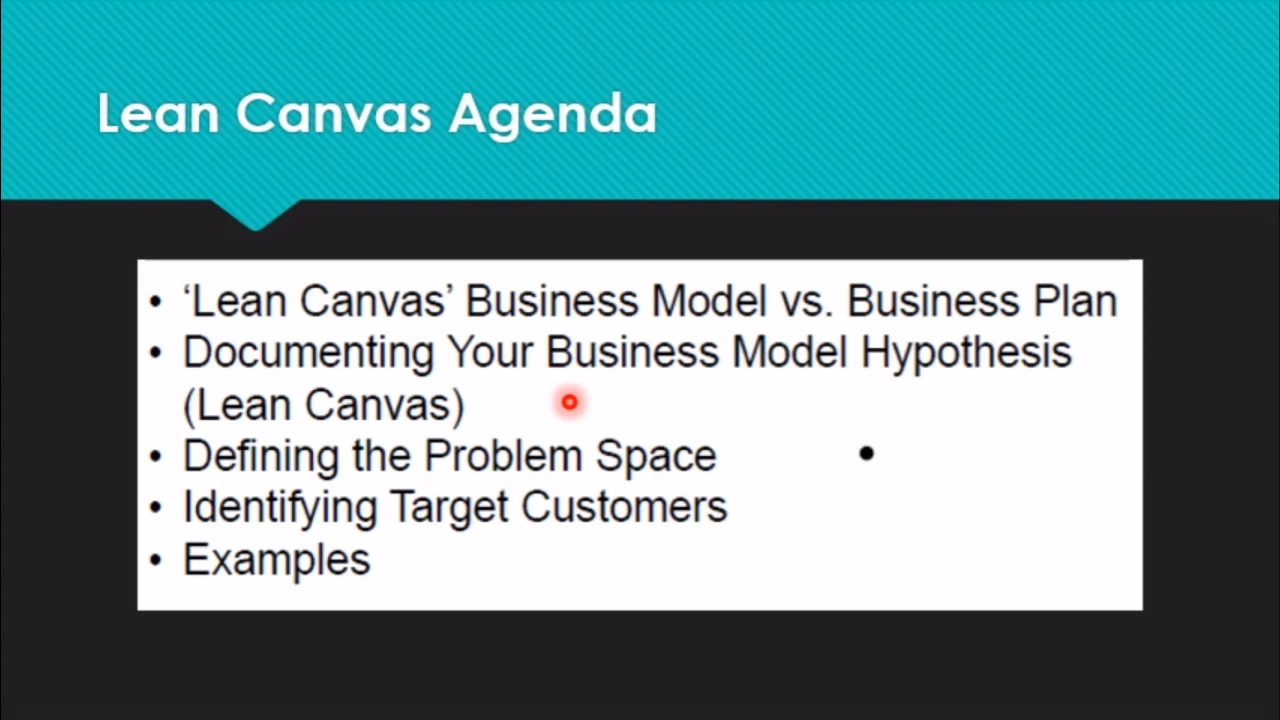 Lean Canvas Agenda
• ‘Lean Canvas’ Business Model vs. Business Plan
• Documenting Your Business Model Hypothesis
(Lean Canvas)
• Defining the Problem Space
• Identifying Target Customers
• Examples